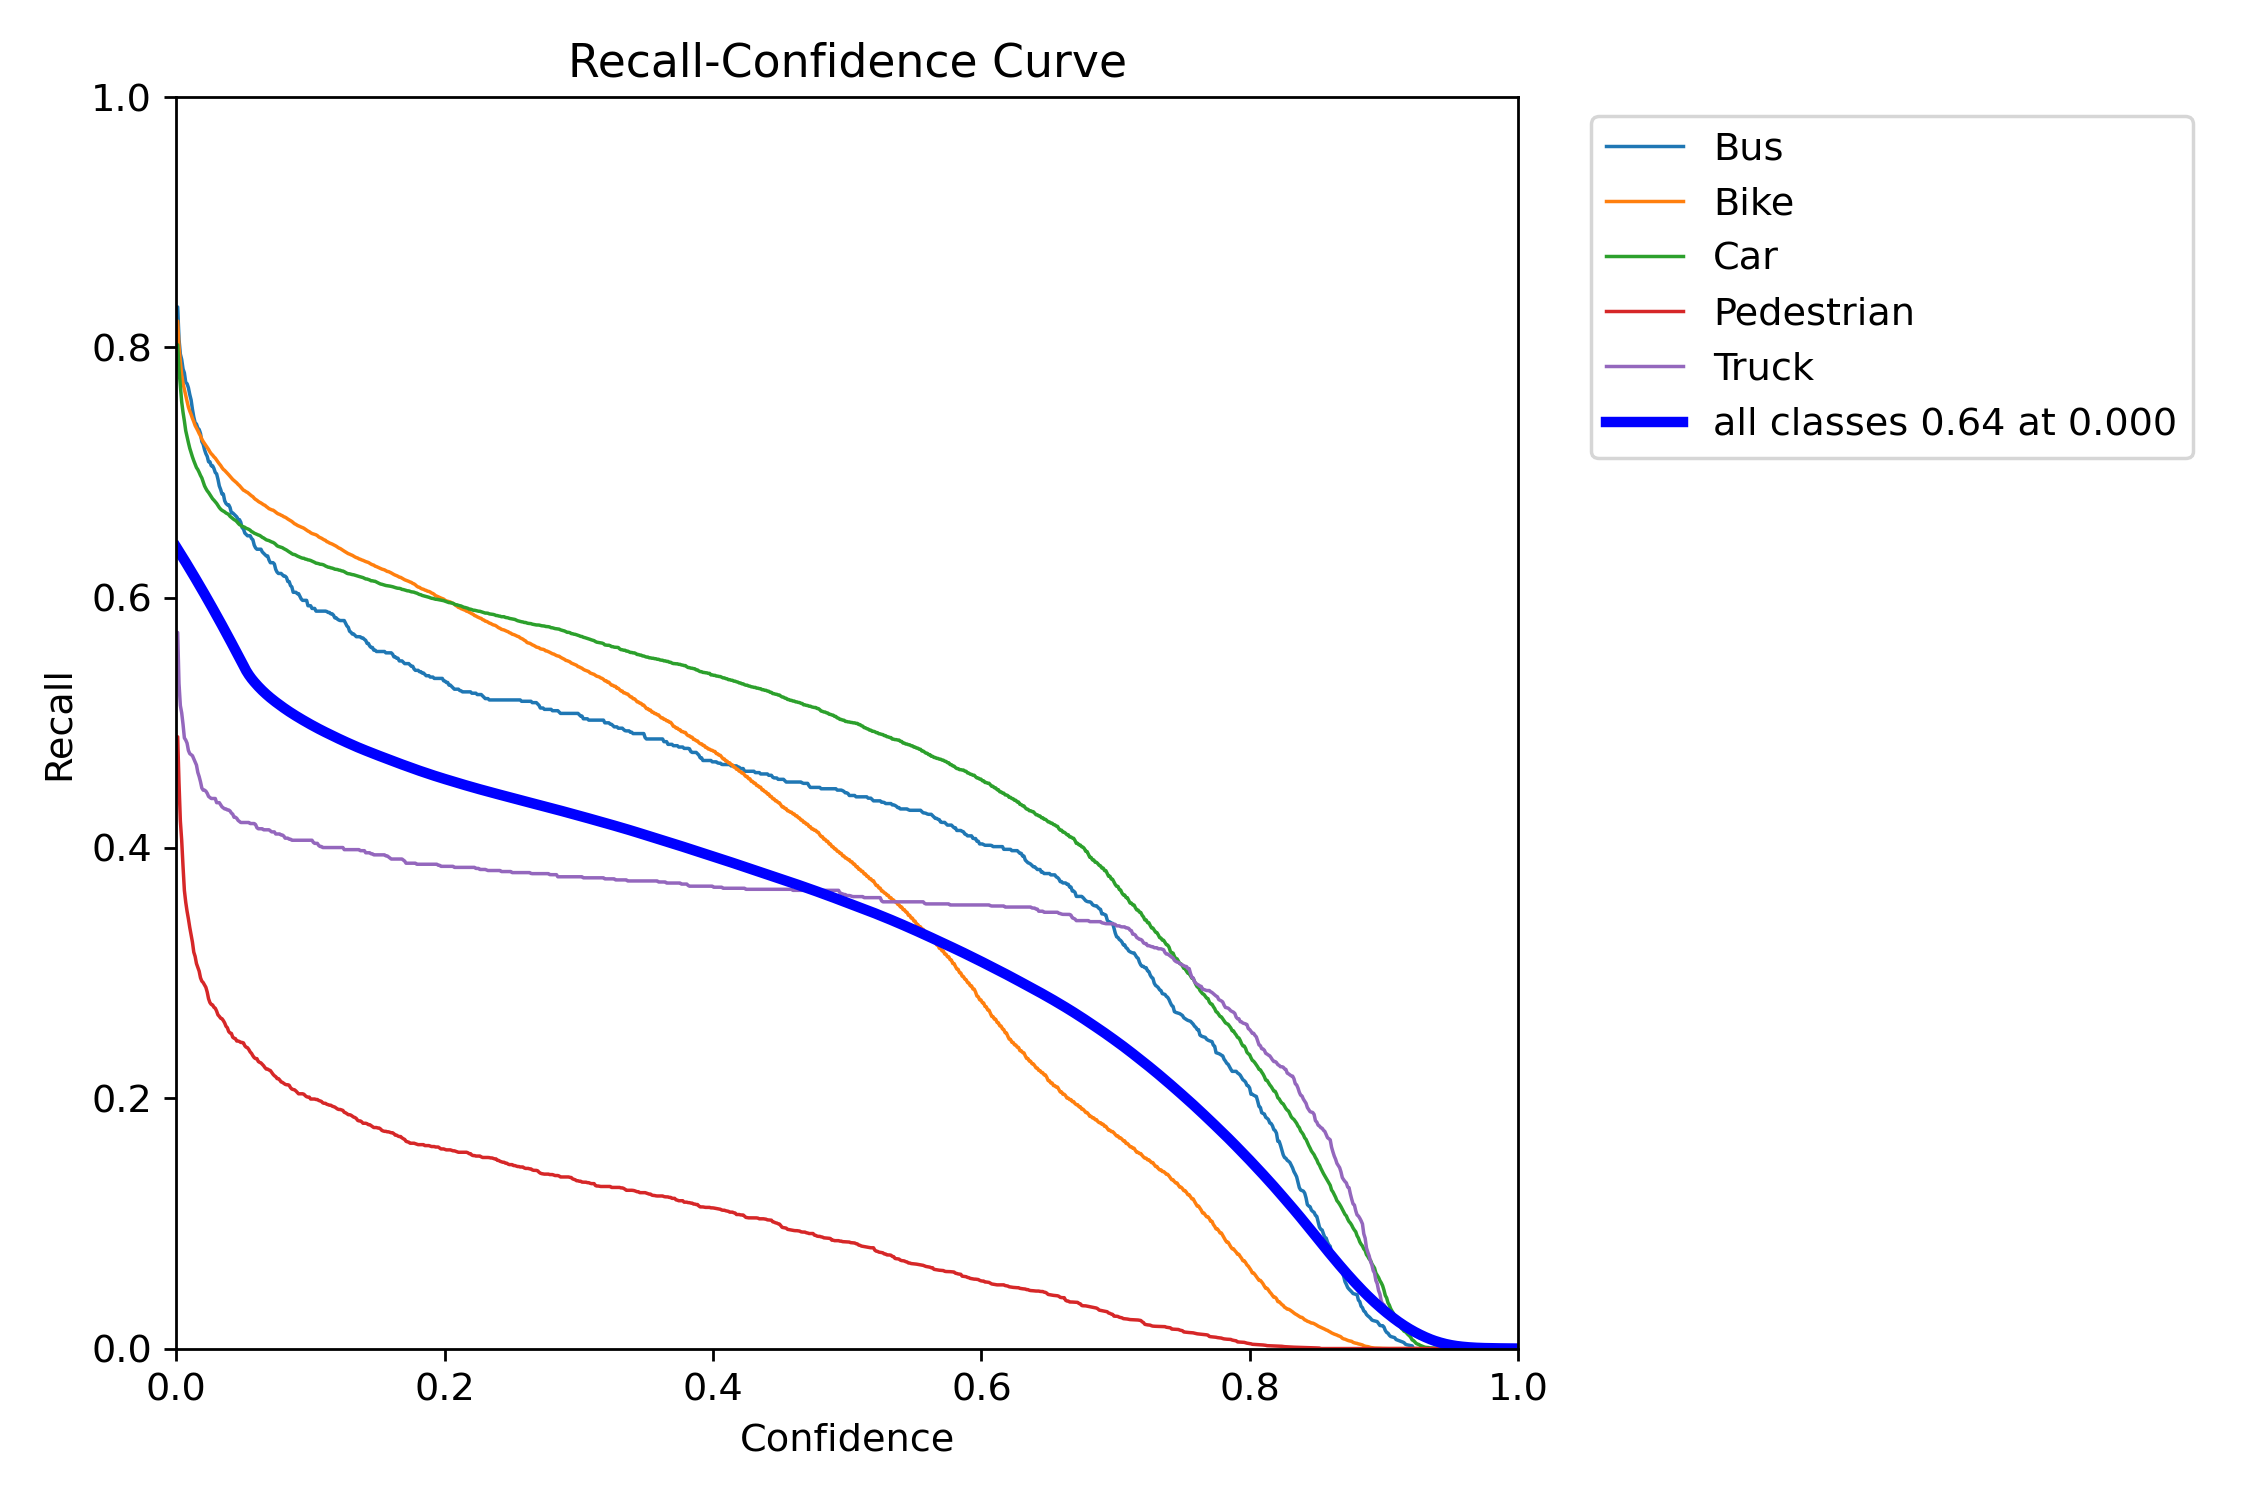 Recall-Confidence Curve
1.0
0.8
0.6
0.4
0.2
0.0
Recall
0.0 0.2 0.4 0.6 0.8 1.0
Confidence
Bus
Bike
Car
Pedestrian
Truck
all classes 0.64 at 0.000